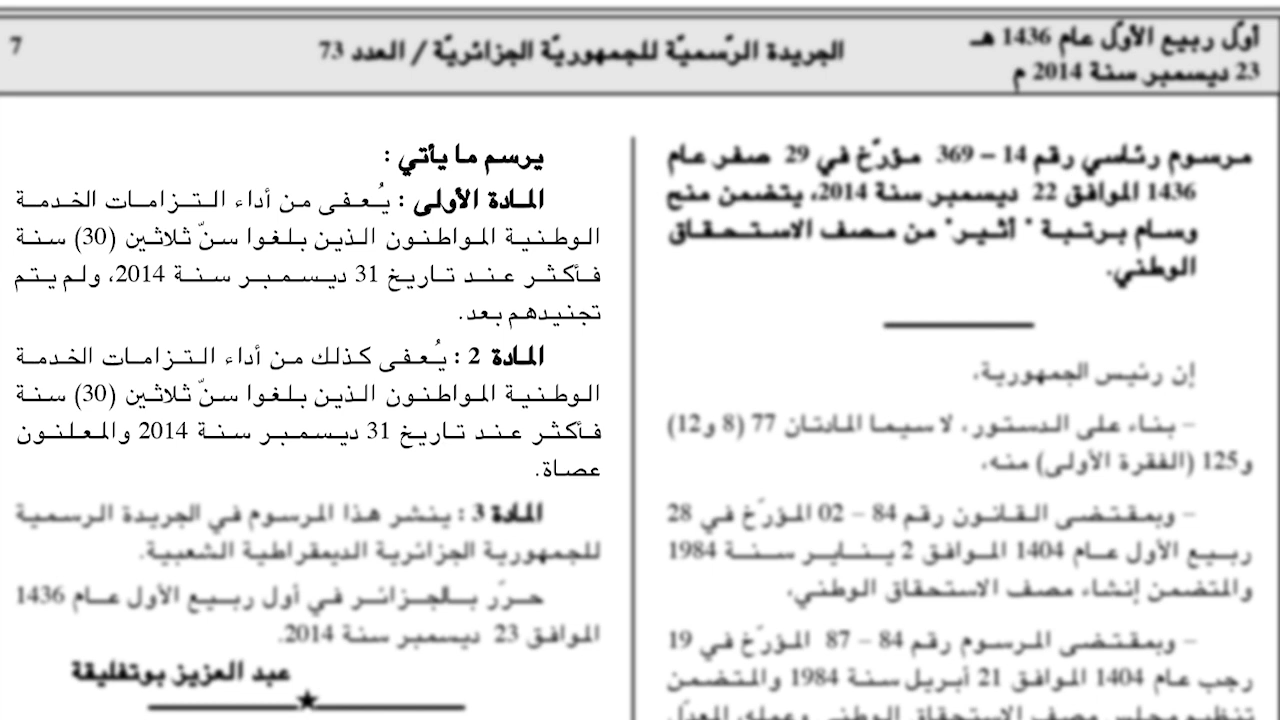 أوّل ربيع الأوّل عام 1436 هـ
23 ديسمبر سنة 2014 م
الجريدة الرّسميّة للجمهوريّة الجزائريّة / العدد 73
7
مرسوم رئاسي رقم 14 – 369 مؤرّخ في 29 صفر عام
1436 الموافق 22 ديسمبر سنة 2014، يتضمن منح
وسام برتبة " أثير" من مصف الاستحقاق
الوطني.
إن رئيس الجمهورية،
– بناء على الدستور، لا سيما المادتان 77 (8 و12)
و125 (الفقرة الأولى) منه،
– وبمقتضى القانون رقم 84 – 02 المؤرّخ في 28
ربيع الأول عام 1404 الموافق 2 يناير سنة 1984
والمتضمن إنشاء مصف الاستحقاق الوطني،
– وبمقتضى المرسوم رقم 84 – 87 المؤرّخ في 19
رجب عام 1404 الموافق 21 أبريل سنة 1984 والمتضمن
تنظيم مجلس مصف الاستحقاق الوطني وعمله المعدّل
يرسم ما يأتي :
المادة الأولى : يُعفى من أداء التزامات الخدمة
الوطنية المواطنون الذين بلغوا سنّ ثلاثين (30) سنة
فأكثر عند تاريخ 31 ديسمبر سنة 2014، ولم يتم
تجنيدهم بعد.
المادة 2 : يُعفى كذلك من أداء التزامات الخدمة
الوطنية المواطنون الذين بلغوا سنّ ثلاثين (30) سنة
فأكثر عند تاريخ 31 ديسمبر سنة 2014 والمعلنون
عصاة.
المادة 3 : ينشر هذا المرسوم في الجريدة الرسمية
للجمهورية الجزائرية الديمقراطية الشعبية.
حرّر بالجزائر في أول ربيع الأول عام 1436
الموافق 23 ديسمبر سنة 2014.
عبد العزيز بوتفليقة